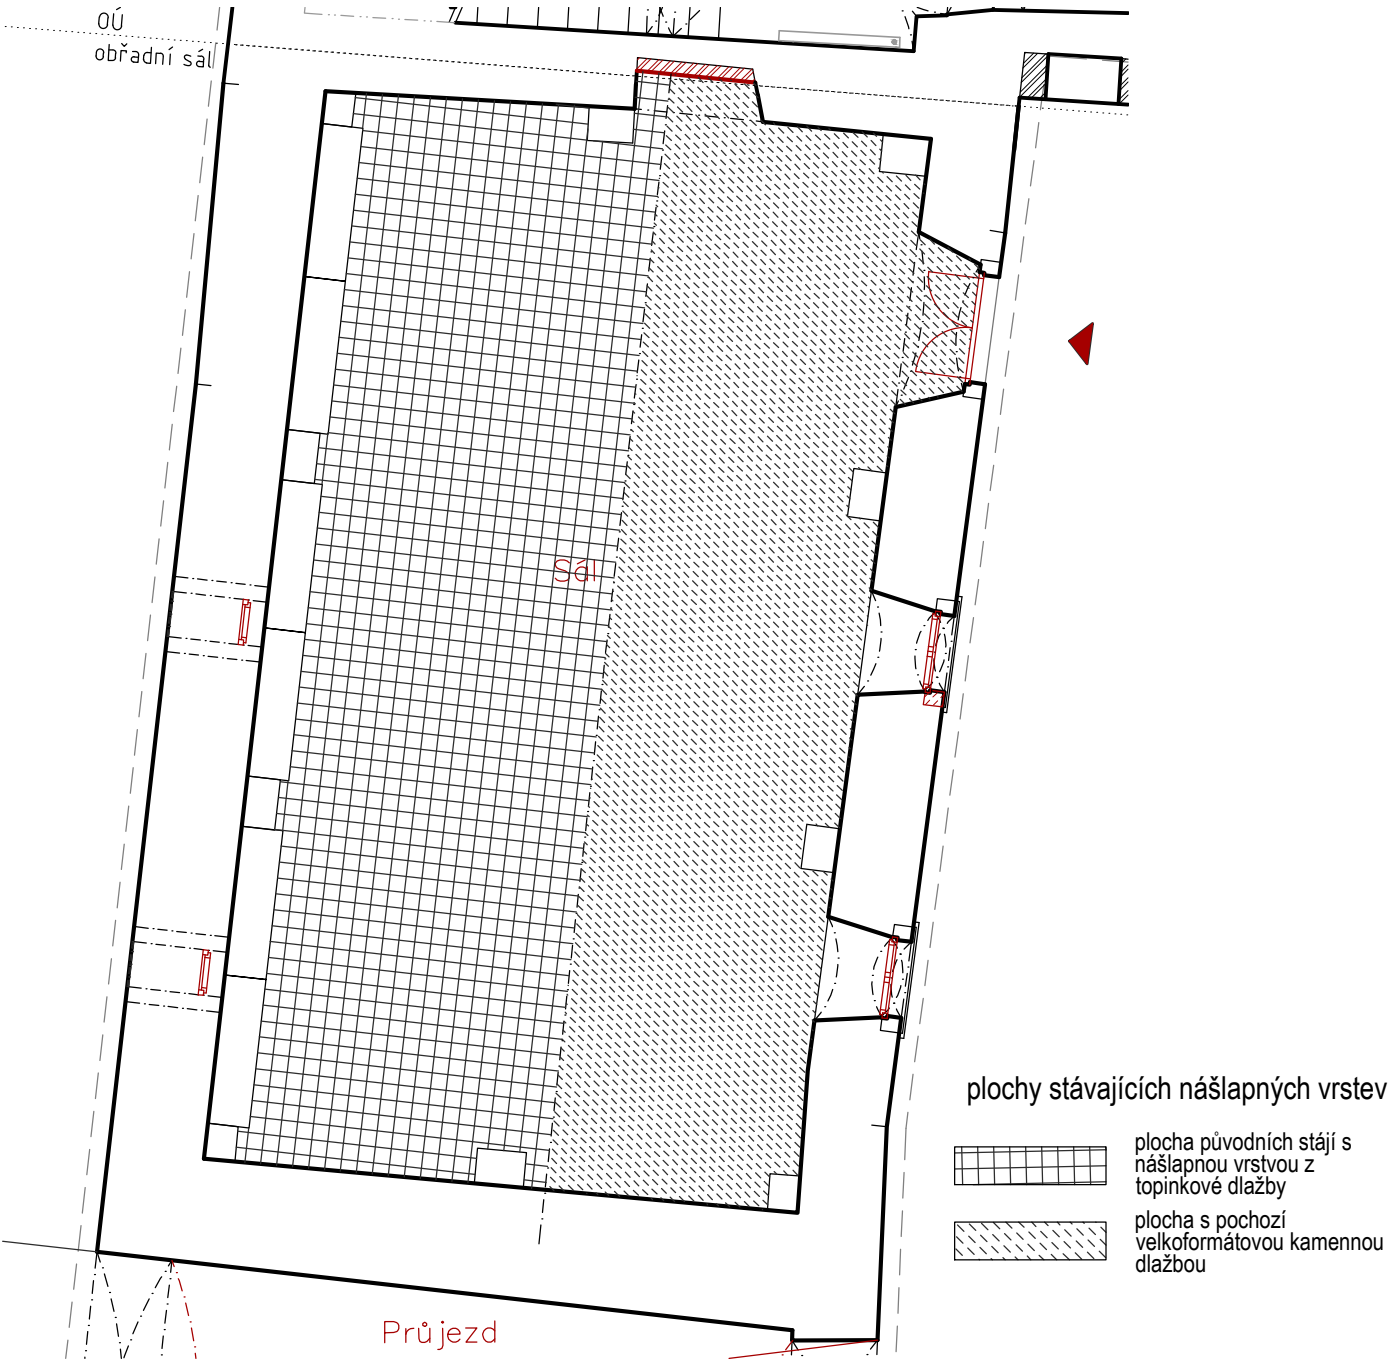 OÚ
obřadní sál
Sál
plochy stávajících nášlapných vrstev
plocha původních stájí s
nášlapnou vrstvou z
topinkové dlažby
plocha s pochozí
velkoformátovou kamennou
dlažbou
Průjezd